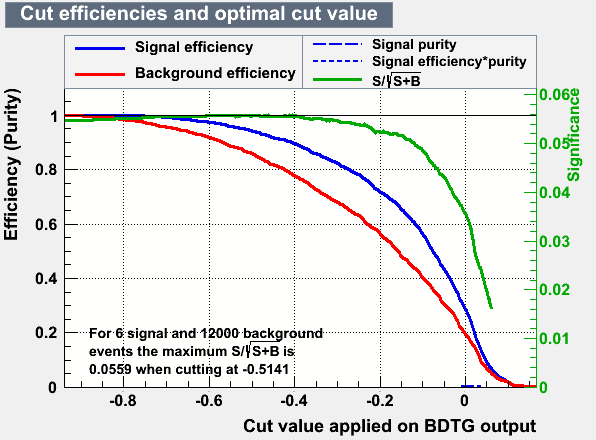 Cut efficiencies and optimal cut value
Signal efficiency
Background efficiency
Signal purity
Signal efficiency*purity
S/√S+B
Efficiency (Purity)
1
0.8
0.6
0.4
0.2
0
0.06
0.05
0.04
0.03
0.02
0.01
0
Significance
For 6 signal and 12000 background
events the maximum S/√S+B is
0.0559 when cutting at -0.5141
-0.8
-0.6
-0.4
-0.2
0
Cut value applied on BDTG output